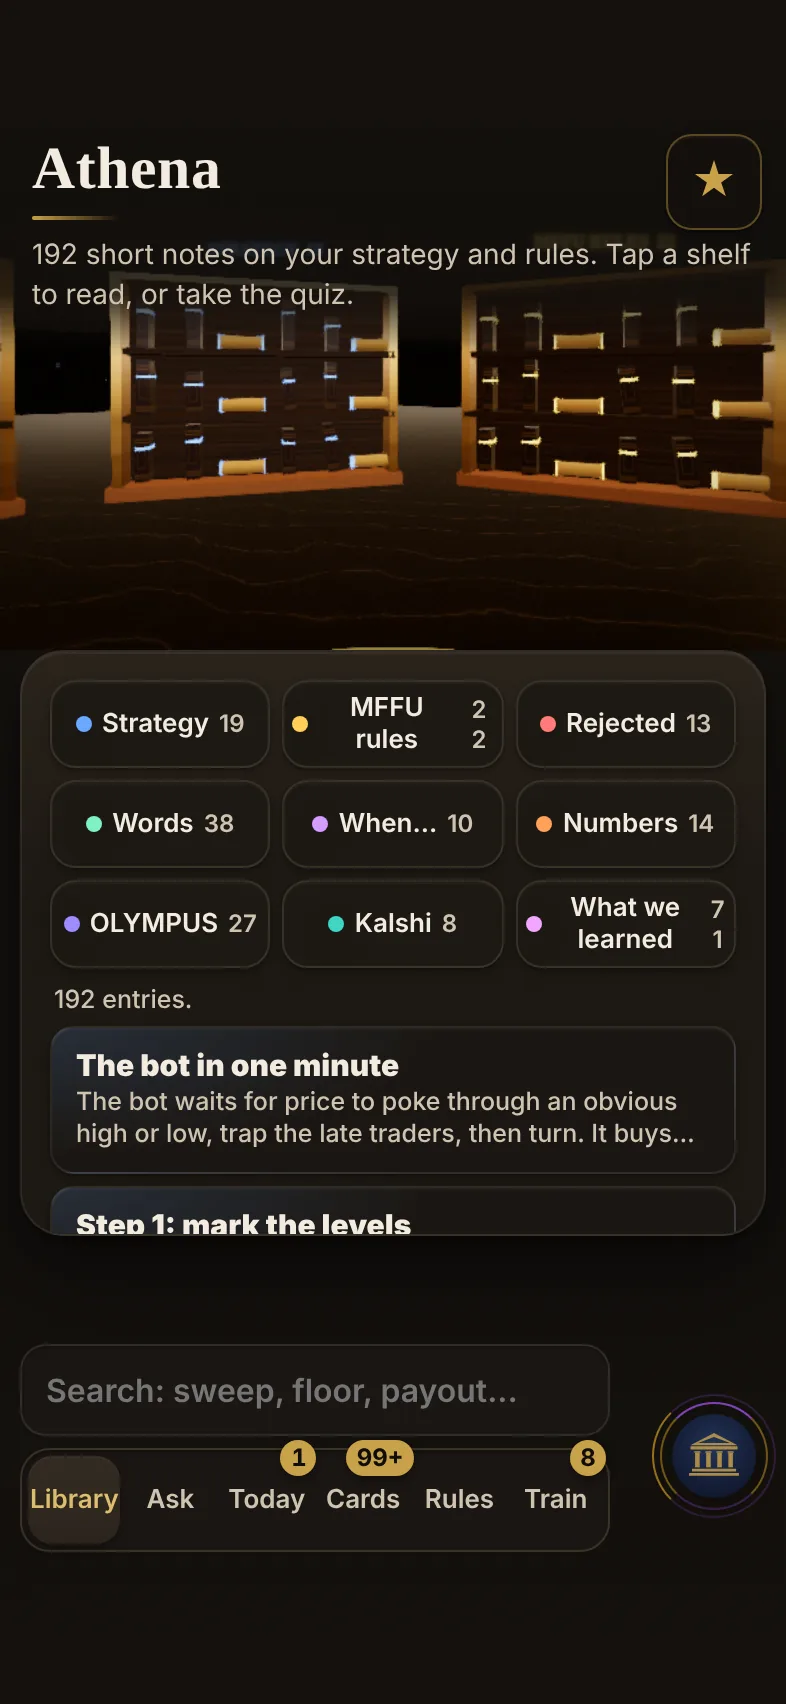 Athena
★
192 short notes on your strategy and rules. Tap a shelf
to read, or take the quiz.
Strategy 19
MFFU
rules
2
2
Rejected 13
Words 38
When... 10
Numbers 14
OLYMPUS 27
Kalshi 8
What we
learned
7
1
192 entries.
The bot in one minute
The bot waits for price to poke through an obvious
high or low, trap the late traders, then turn. It buys...
Step 1: mark the levels
Search: sweep, floor, payout...
1
99+
8
Library
Ask
Today
Cards
Rules
Train